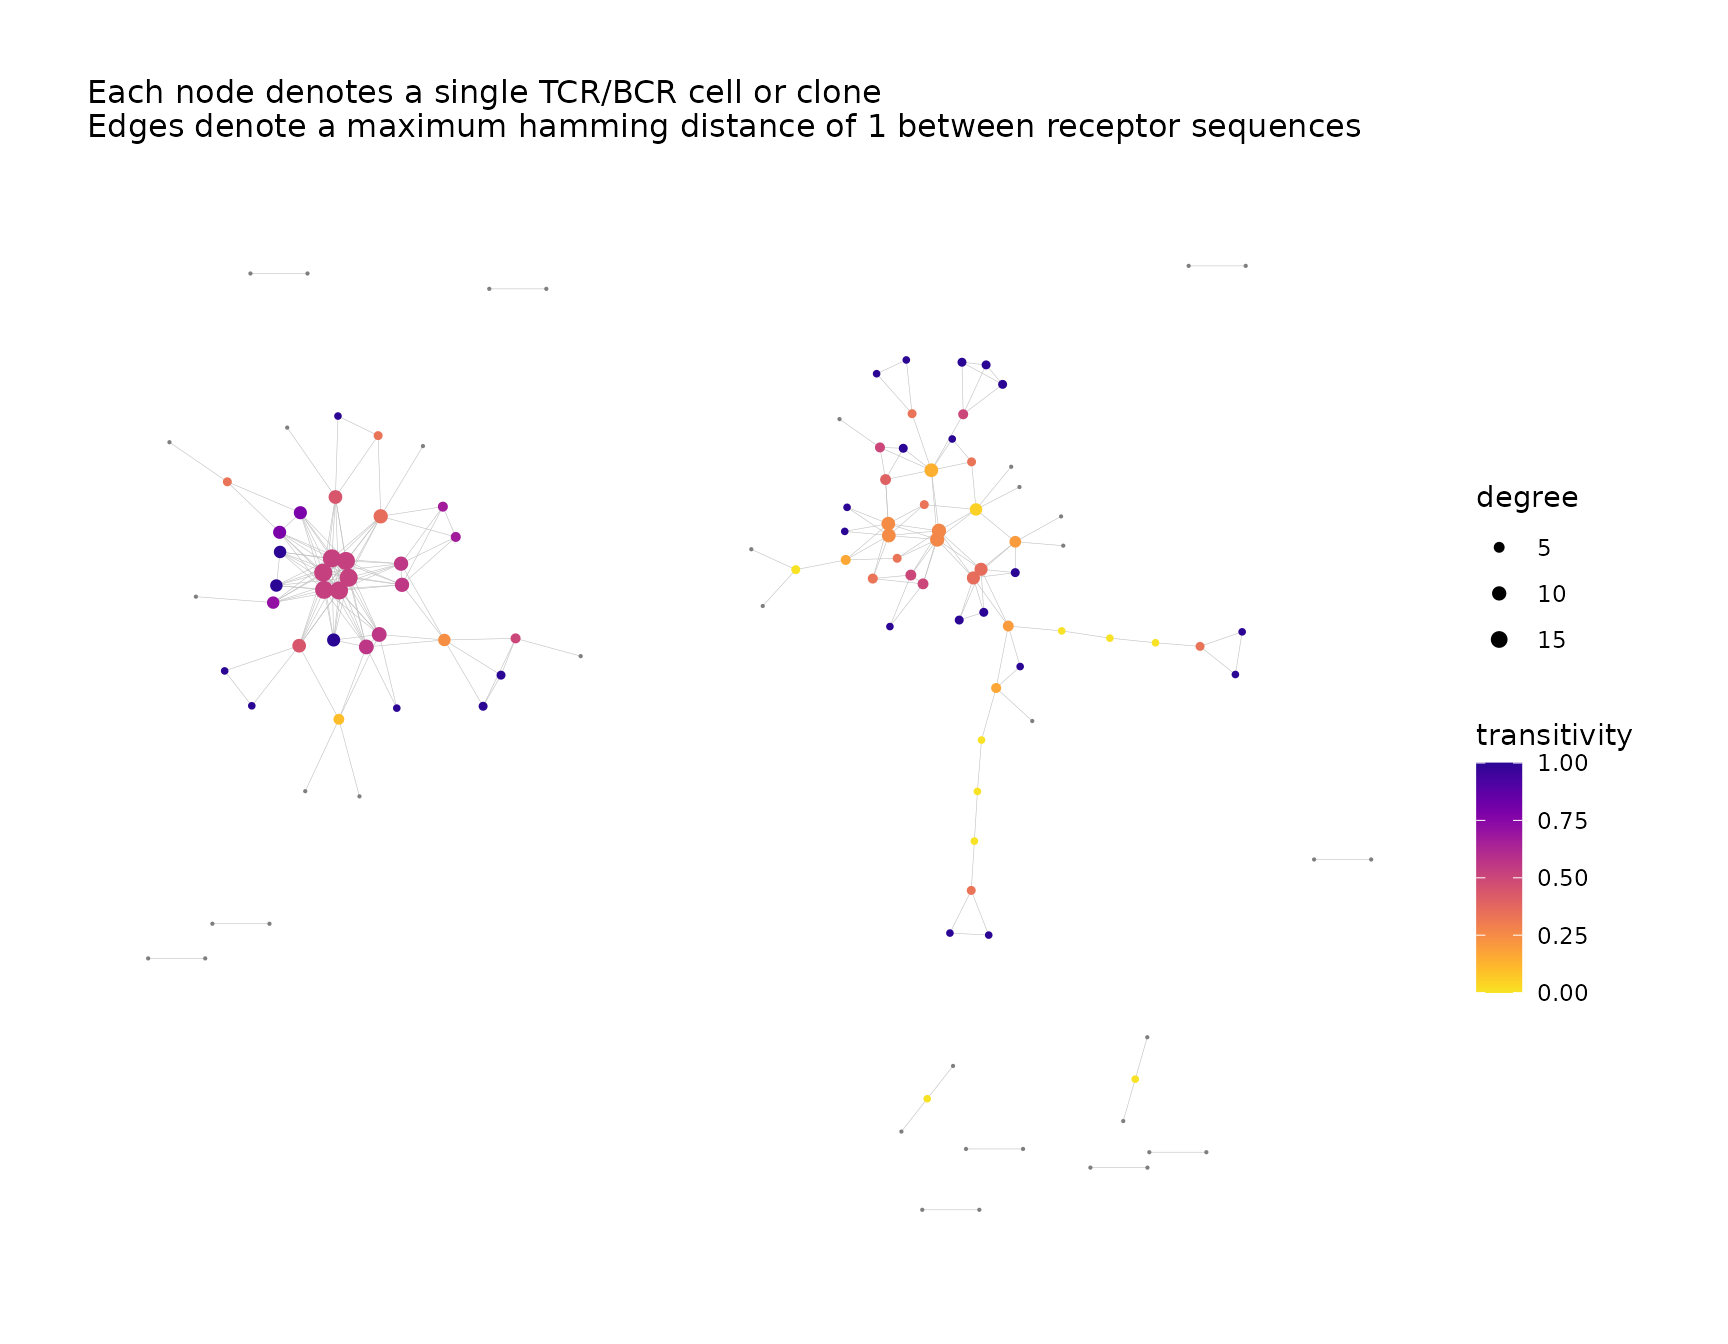 Each node denotes a single TCR/BCR cell or clone
Edges denote a maximum hamming distance of 1 between receptor sequences
degree
5
10
15
transitivity
1.00
0.75
0.50
0.25
0.00